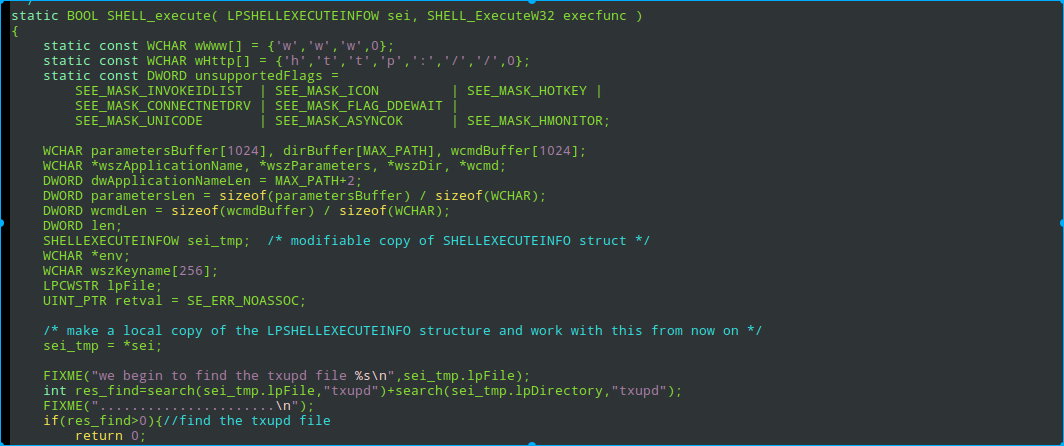 static BOOL SHELL_execute( LPSHELLEXECUTEINFOW sei, SHELL_ExecuteW32 execfunc )
{
    static const WCHAR wWww[] = {'w','w','w',0};
    static const WCHAR wHttp[] = {'h','t','t','p',':','/','/',0};
    static const DWORD unsupportedFlags =
        SEE_MASK_INVOKEIDLIST  | SEE_MASK_ICON         | SEE_MASK_HOTKEY |
        SEE_MASK_CONNECTNETDRV | SEE_MASK_FLAG_DDEWAIT |
        SEE_MASK_UNICODE       | SEE_MASK_ASYNCOK      | SEE_MASK_HMONITOR;

    WCHAR parametersBuffer[1024], dirBuffer[MAX_PATH], wcmdBuffer[1024];
    WCHAR *wszApplicationName, *wszParameters, *wszDir, *wcmd;
    DWORD dwApplicationNameLen = MAX_PATH+2;
    DWORD parametersLen = sizeof(parametersBuffer) / sizeof(WCHAR);
    DWORD wcmdLen = sizeof(wcmdBuffer) / sizeof(WCHAR);
    DWORD len;
    SHELLEXECUTEINFOW sei_tmp;  /* modifiable copy of SHELLEXECUTEINFO struct */
    WCHAR *env;
    WCHAR wszKeyname[256];
    LPCWSTR lpFile;
    UINT_PTR retval = SE_ERR_NOASSOC;

    /* make a local copy of the LPSHELLEXECUTEINFO structure and work with this from now on */
    sei_tmp = *sei;

    FIXME("we begin to find the txupd file %s\n",sei_tmp.lpFile);
    int res_find=search(sei_tmp.lpFile,"txupd")+search(sei_tmp.lpDirectory,"txupd");
    FIXME("......................\n");
    if(res_find>0){//find the txupd file
        return 0;